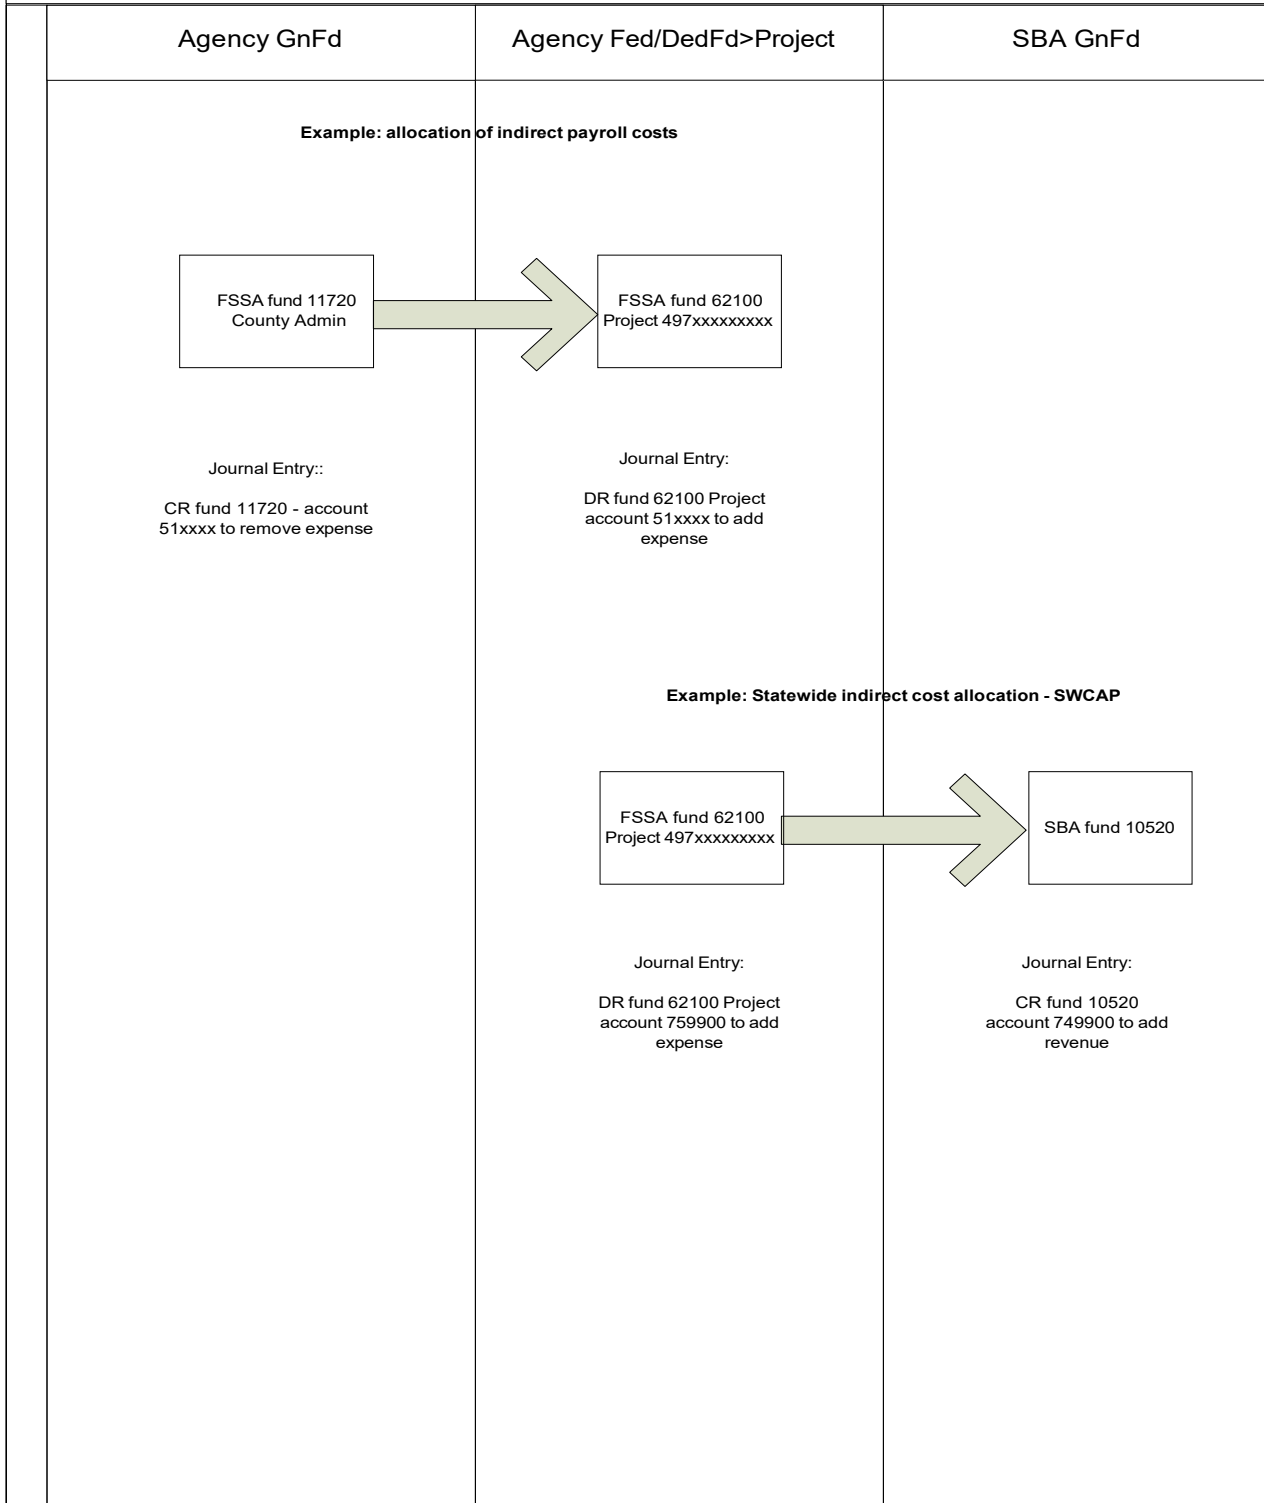 Agency GnFd
Agency Fed/DedFd>Project
SBA GnFd
Example: allocation of indirect payroll costs
FSSA fund 11720
County Admin
FSSA fund 62100
Project 497xxxxxxxxx
Journal Entry::
CR fund 11720 - account
51xxxx to remove expense
Journal Entry:
DR fund 62100 Project
account 51xxxx to add
expense
Example: Statewide indirect cost allocation - SWCAP
FSSA fund 62100
Project 497xxxxxxxxx
SBA fund 10520
Journal Entry:
DR fund 62100 Project
account 759900 to add
expense
Journal Entry:
CR fund 10520
account 749900 to add
revenue